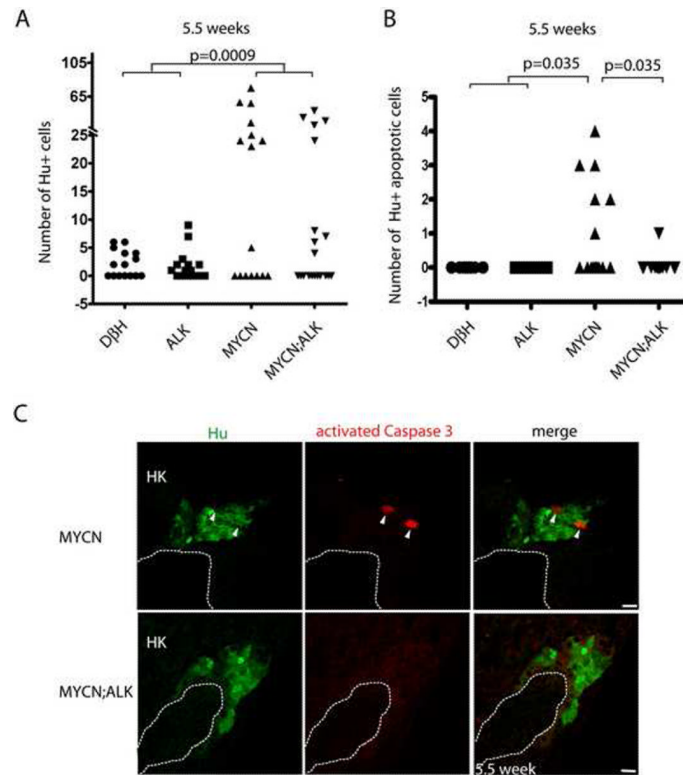 A
5.5 weeks
p=0.0009
Number of Hu+ cells
105
65
25
20
15
10
5
0
-5
DβH
ALK
MYCN
MYCN;ALK
B
5.5 weeks
p=0.035
p=0.035
Number of Hu+ apoptotic cells
5
4
3
2
1
0
-1
DβH
ALK
MYCN
MYCN;ALK
C
Hu
activated Caspase 3
merge
MYCN
HK
MYCN;ALK
HK
5.5 week